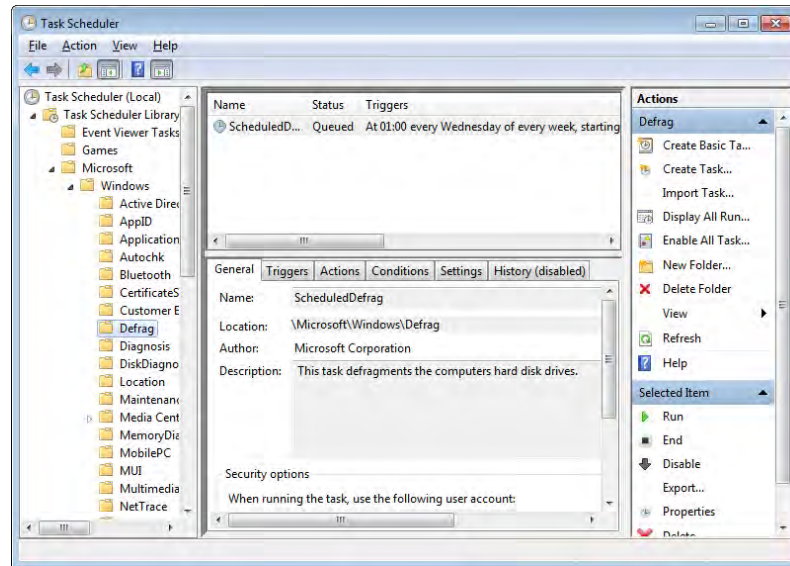 Task Scheduler
File Action View Help
Task Scheduler (Local)
Task Scheduler Library
Event Viewer Tasks
Games
Microsoft
Windows
Active Direc
AppID
Application
Autochk
Bluetooth
CertificateS
Customer E
Defrag
Diagnosis
DiskDiagno
Location
Maintenanc
Media Cent
MemoryDia
MobilePC
MUI
Multimedia
NetTrace
Name Status Triggers
ScheduledD... Queued At 01:00 every Wednesday of every week, starting
General Triggers Actions Conditions Settings History (disabled)
Name: ScheduledDefrag
Location: \Microsoft\Windows\Defrag
Author: Microsoft Corporation
Description: This task defragments the computers hard disk drives.
Security options
When running the task, use the following user account:
Actions
Defrag
Create Basic Ta...
Create Task...
Import Task...
Display All Run...
Enable All Task...
New Folder...
Delete Folder
View
Refresh
Help
Selected Item
Run
End
Disable
Export...
Properties
Delete